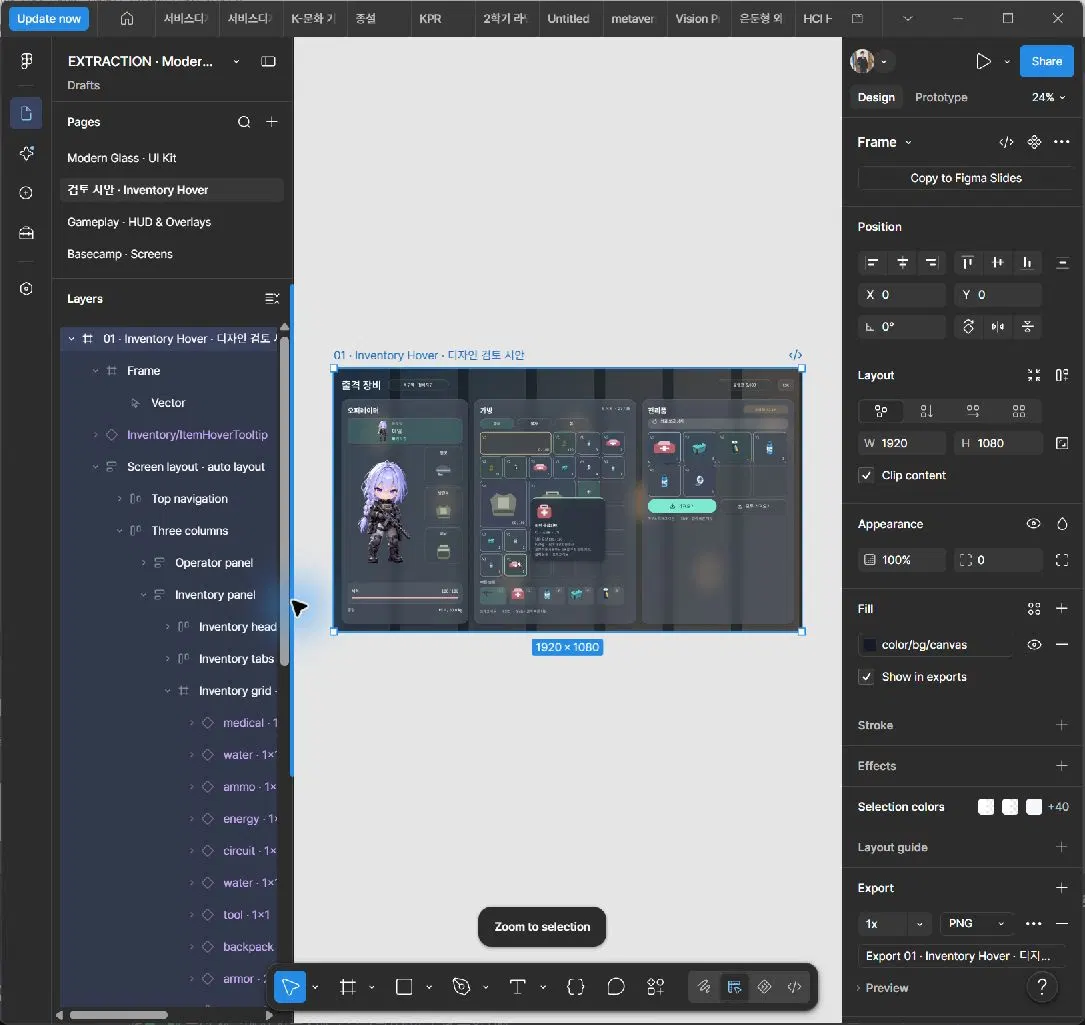 Update now
서비스디
서비스디
K-문화 기
종설
KPR
2학기 라
Untitled
metaver
Vision P
은둔형 외
HCI
EXTRACTION · Moder...
Drafts
Share
Design
Prototype
24%
Pages
Modern Glass · UI Kit
검토 시안 · Inventory Hover
Gameplay · HUD & Overlays
Basecamp · Screens
Frame
Copy to Figma Slides
Position
X 0
Y 0
0°
Layers
01 · Inventory Hover · 디자인 검토
Frame
Vector
Inventory/ItemHoverTooltip
Screen layout · auto layout
Top navigation
Three columns
Operator panel
Inventory panel
Inventory head
Inventory tabs
Inventory grid
medical · 1
water · 1×
ammo · 1×
energy · 1
circuit · 1×
water · 1×
tool · 1×1
backpack
armor ·
01 · Inventory Hover · 디자인 검토 시안
출격 장비
오퍼레이터
가방
1920 × 1080
Zoom to selection
Layout
W 1920
H 1080
Clip content
Appearance
100%
0
Fill
color/bg/canvas
Show in exports
Stroke
Effects
Selection colors
+40
Layout guide
Export
1x
PNG
Export 01 · Inventory Hover · 디지...
Preview
?